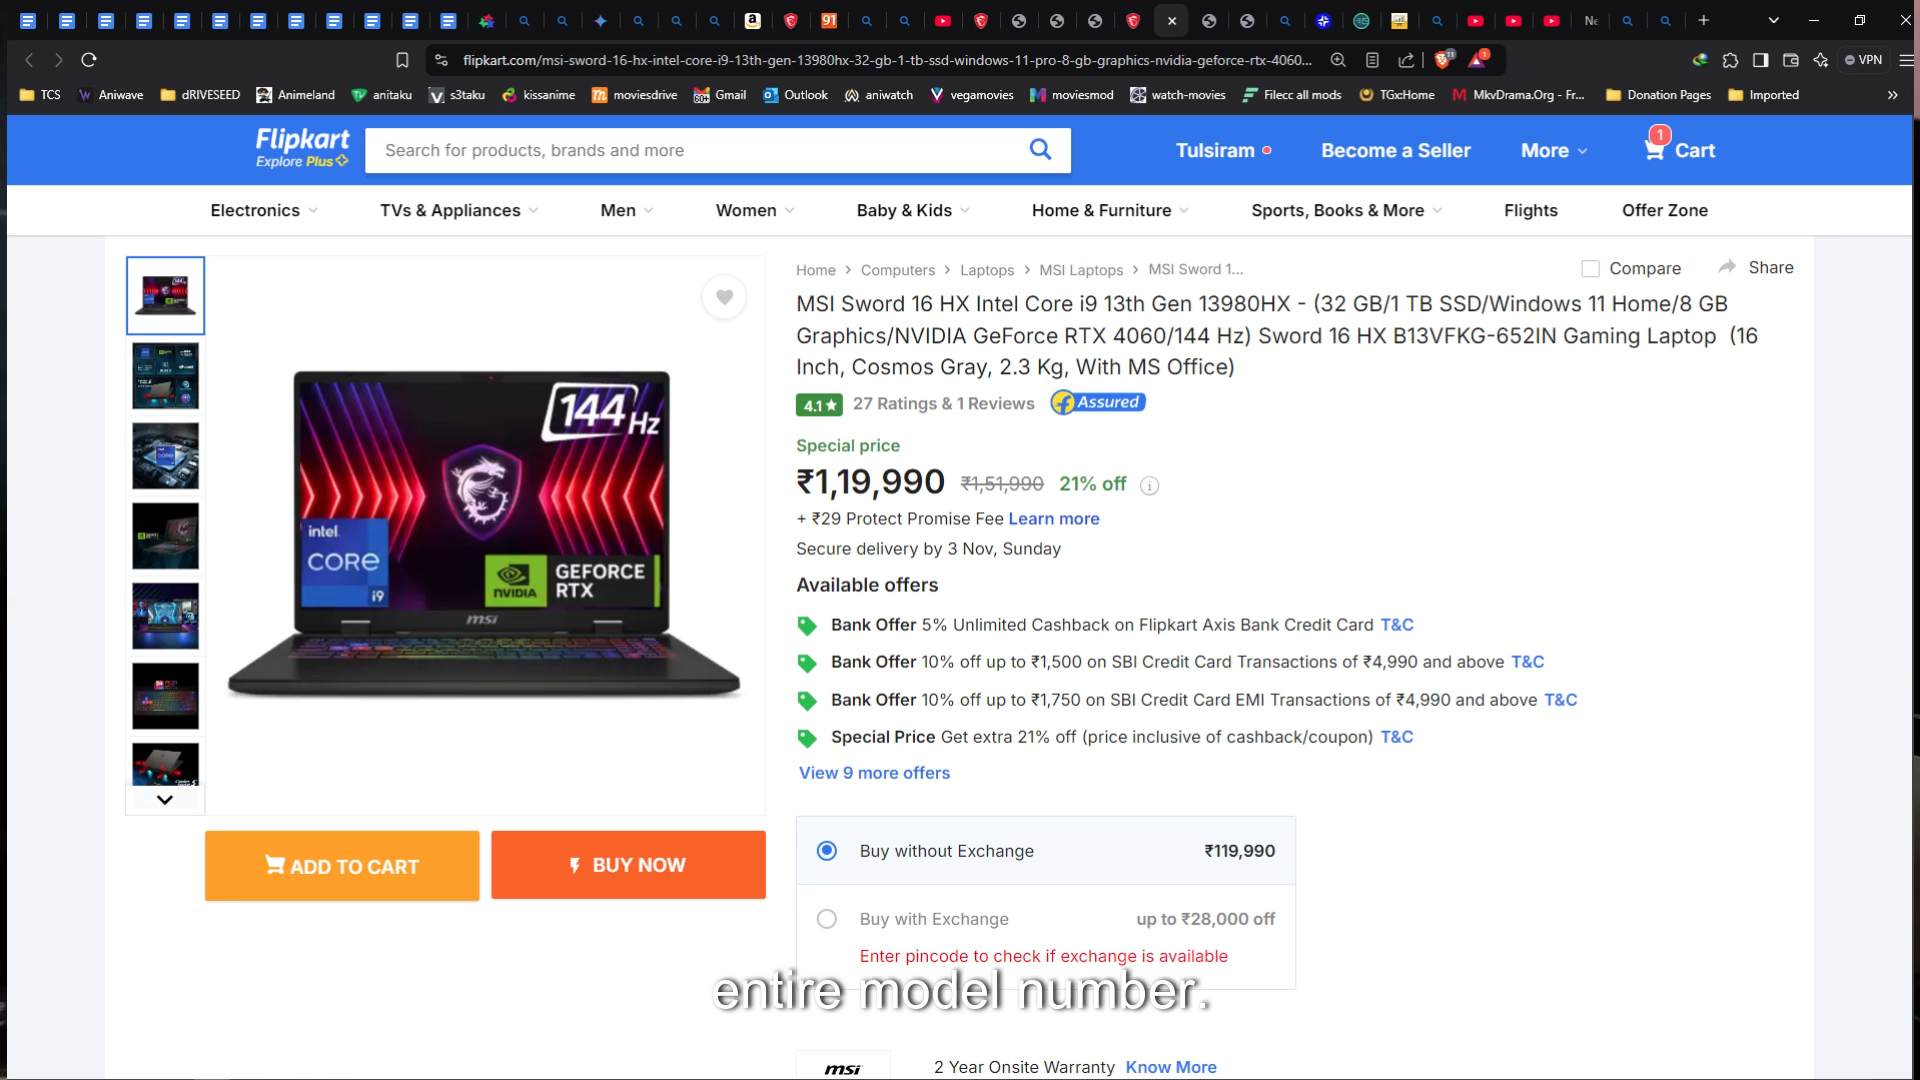 91
Ne
flipkart.com/msi-sword-16-hx-intel-core-i9-13th-gen-13980hx-32-gb-1-tb-ssd-windows-11-pro-8-gb-graphics-nvidia-geforce-rtx-4060...
11
1
VPN
TCS
Aniwave
dRIVESEED
Animeland
anitaku
s3taku
kissanime
moviesdrive
Gmail
Outlook
aniwatch
vegamovies
moviesmod
watch-movies
Filecc all mods
TGxHome
MkvDrama.Org - Fr...
Donation Pages
Imported
Flipkart
Explore Plus
Search for products, brands and more
Tulsiram
Become a Seller
More
1
Cart
Electronics
TVs & Appliances
Men
Women
Baby & Kids
Home & Furniture
Sports, Books & More
Flights
Offer Zone
Home > Computers > Laptops > MSI Laptops > MSI Sword 1...
Compare
Share
MSI Sword 16 HX Intel Core i9 13th Gen 13980HX - (32 GB/1 TB SSD/Windows 11 Home/8 GB
Graphics/NVIDIA GeForce RTX 4060/144 Hz) Sword 16 HX B13VFKG-652IN Gaming Laptop (16
Inch, Cosmos Gray, 2.3 Kg, With MS Office)
4.1★ 27 Ratings & 1 Reviews Assured
Special price
₹1,19,990 ₹1,51,990 21% off
+ ₹29 Protect Promise Fee Learn more
Secure delivery by 3 Nov, Sunday
Available offers
Bank Offer 5% Unlimited Cashback on Flipkart Axis Bank Credit Card T&C
Bank Offer 10% off up to ₹1,500 on SBI Credit Card Transactions of ₹4,990 and above T&C
Bank Offer 10% off up to ₹1,750 on SBI Credit Card EMI Transactions of ₹4,990 and above T&C
Special Price Get extra 21% off (price inclusive of cashback/coupon) T&C
View 9 more offers
144Hz
intel
CORE
i9
NVIDIA
GEFORCE
RTX
msi
ADD TO CART
BUY NOW
Buy without Exchange ₹119,990
Buy with Exchange up to ₹28,000 off
Enter pincode to check if exchange is available
entire model number.
msi
2 Year Onsite Warranty Know More